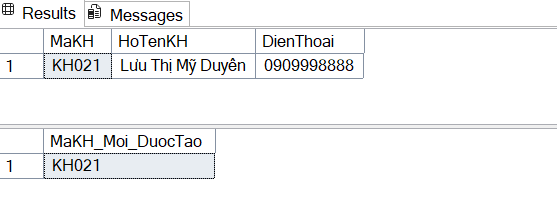 Results Messages
MaKH HoTenKH DienThoai
1 KH021 Lưu Thị Mỹ Duyên 0909998888
MaKH_Moi_DuocTao
1 KH021